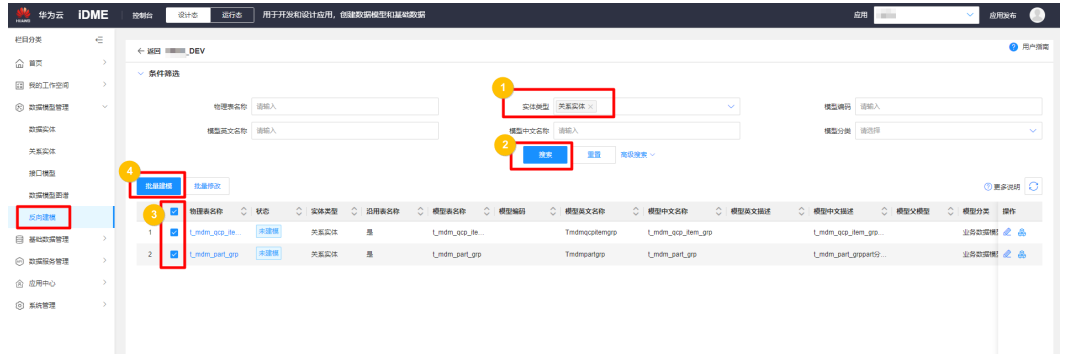 华为云 iDME 控制台 设计态 运行态 用于开发和设计应用，创建数据模型和基础数据 应用 应用发布
HUAWEI
栏目分类
首页
我的工作空间
数据模型管理
数据实体
关系实体
接口模型
数据模型图谱
反向建模
基础数据管理
数据服务管理
应用中心
系统管理
← 返回 _DEV
用户指南
条件筛选
1
物理表名称 请输入 实体类型 关系实体 × 模型编码 请输入
模型英文名称 请输入 模型中文名称 请输入 模型分类 请选择
2
搜索 重置 高级搜索
4
批量建模 批量修改 更多说明
3
物理表名称 状态 实体类型 沿用表名称 模型表名称 模型编码 模型英文名称 模型中文名称 模型英文描述 模型中文描述 模型父模型 模型分类 操作
1 t_mdm_qcp_ite... 未建模 关系实体 是 t_mdm_qcp_ite... Tmdmqcpitemgrp t_mdm_qcp_item_grp t_mdm_qcp_item_grp... 业务数据模
2 t_mdm_part_grp 未建模 关系实体 是 t_mdm_part_grp Tmdmpartgrp t_mdm_part_grp t_mdm_part_grppart分... 业务数据模